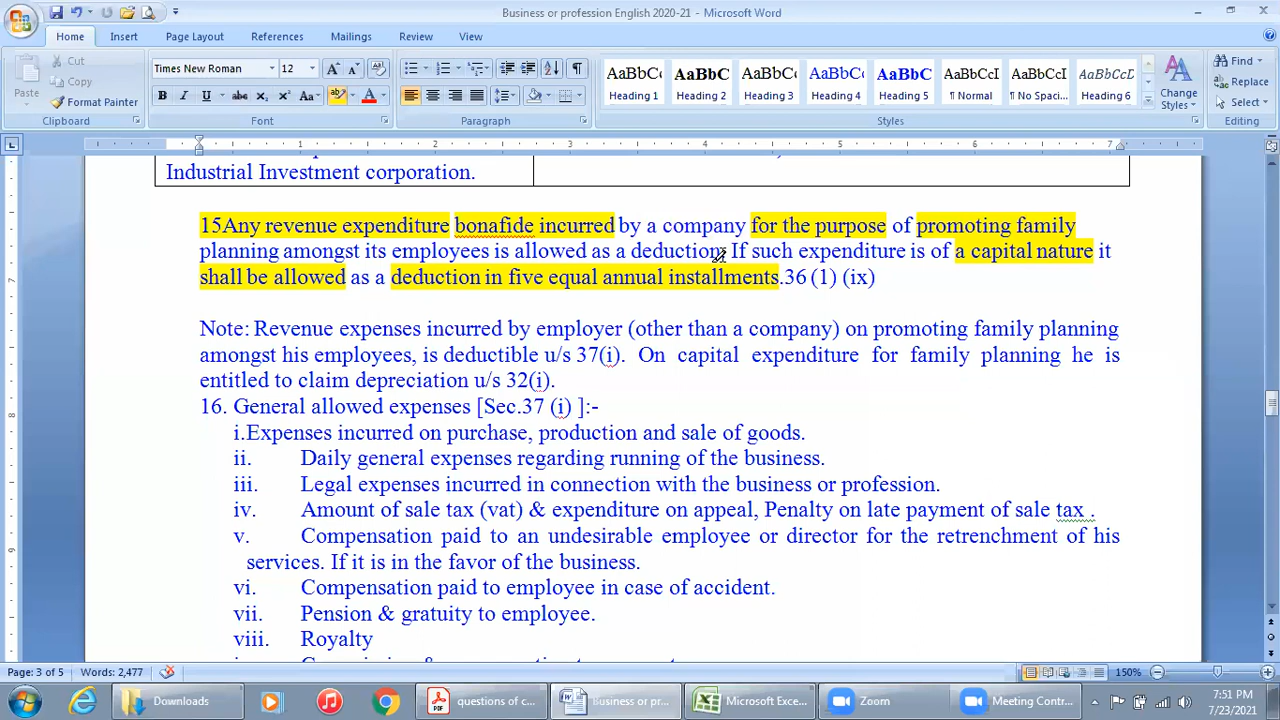 Business or profession English 2020-21 - Microsoft Word
Home Insert Page Layout References Mailings Review View
Cut
Copy
Paste
Format Painter
Clipboard
Times New Roman 12
Font
Paragraph
AaBbCc AaBbC AaBbCc AaBbCc AaBbC AaBbCcI AaBbCcI AaBbCcD
Heading 1 Heading 2 Heading 3 Heading 4 Heading 5 ¶ Normal ¶ No Spaci... Heading 6
Styles
Change Styles
Find
Replace
Select
Editing
Industrial Investment corporation.
15Any revenue expenditure bonafide incurred by a company for the purpose of promoting family
planning amongst its employees is allowed as a deduction. If such expenditure is of a capital nature it
shall be allowed as a deduction in five equal annual installments.36 (1) (ix)
Note: Revenue expenses incurred by employer (other than a company) on promoting family planning
amongst his employees, is deductible u/s 37(i). On capital expenditure for family planning he is
entitled to claim depreciation u/s 32(i).
16. General allowed expenses [Sec.37 (i) ]:-
i.Expenses incurred on purchase, production and sale of goods.
ii. Daily general expenses regarding running of the business.
iii. Legal expenses incurred in connection with the business or profession.
iv. Amount of sale tax (vat) & expenditure on appeal, Penalty on late payment of sale tax .
v. Compensation paid to an undesirable employee or director for the retrenchment of his
services. If it is in the favor of the business.
vi. Compensation paid to employee in case of accident.
vii. Pension & gratuity to employee.
viii. Royalty
Page: 3 of 5 Words: 2,477 150%
Downloads questions of c... Business or pr... Microsoft Exce... Zoom Meeting Contr...
7:51 PM
7/23/2021